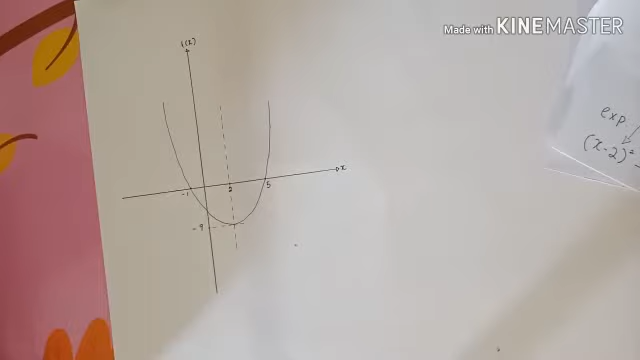 Made with KINEMASTER
f(x)
exp.
(x-2)²
x
-1
2
5
-9